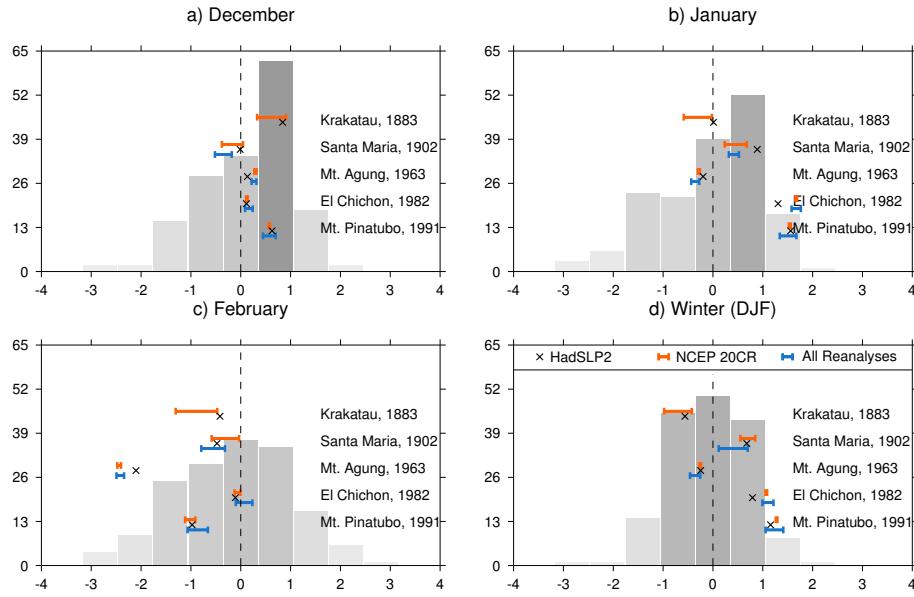 a) December
b) January
65
52
39
26
13
0
Krakatau, 1883
Santa Maria, 1902
Mt. Agung, 1963
El Chichon, 1982
Mt. Pinatubo, 1991
-4 -3 -2 -1 0 1 2 3 4
65
52
39
26
13
0
Krakatau, 1883
Santa Maria, 1902
Mt. Agung, 1963
El Chichon, 1982
Mt. Pinatubo, 1991
-4 -3 -2 -1 0 1 2 3 4
c) February
d) Winter (DJF)
65
52
39
26
13
0
Krakatau, 1883
Santa Maria, 1902
Mt. Agung, 1963
El Chichon, 1982
Mt. Pinatubo, 1991
-4 -3 -2 -1 0 1 2 3 4
65
52
39
26
13
0
HadSLP2 NCEP 20CR All Reanalyses
Krakatau, 1883
Santa Maria, 1902
Mt. Agung, 1963
El Chichon, 1982
Mt. Pinatubo, 1991
-4 -3 -2 -1 0 1 2 3 4